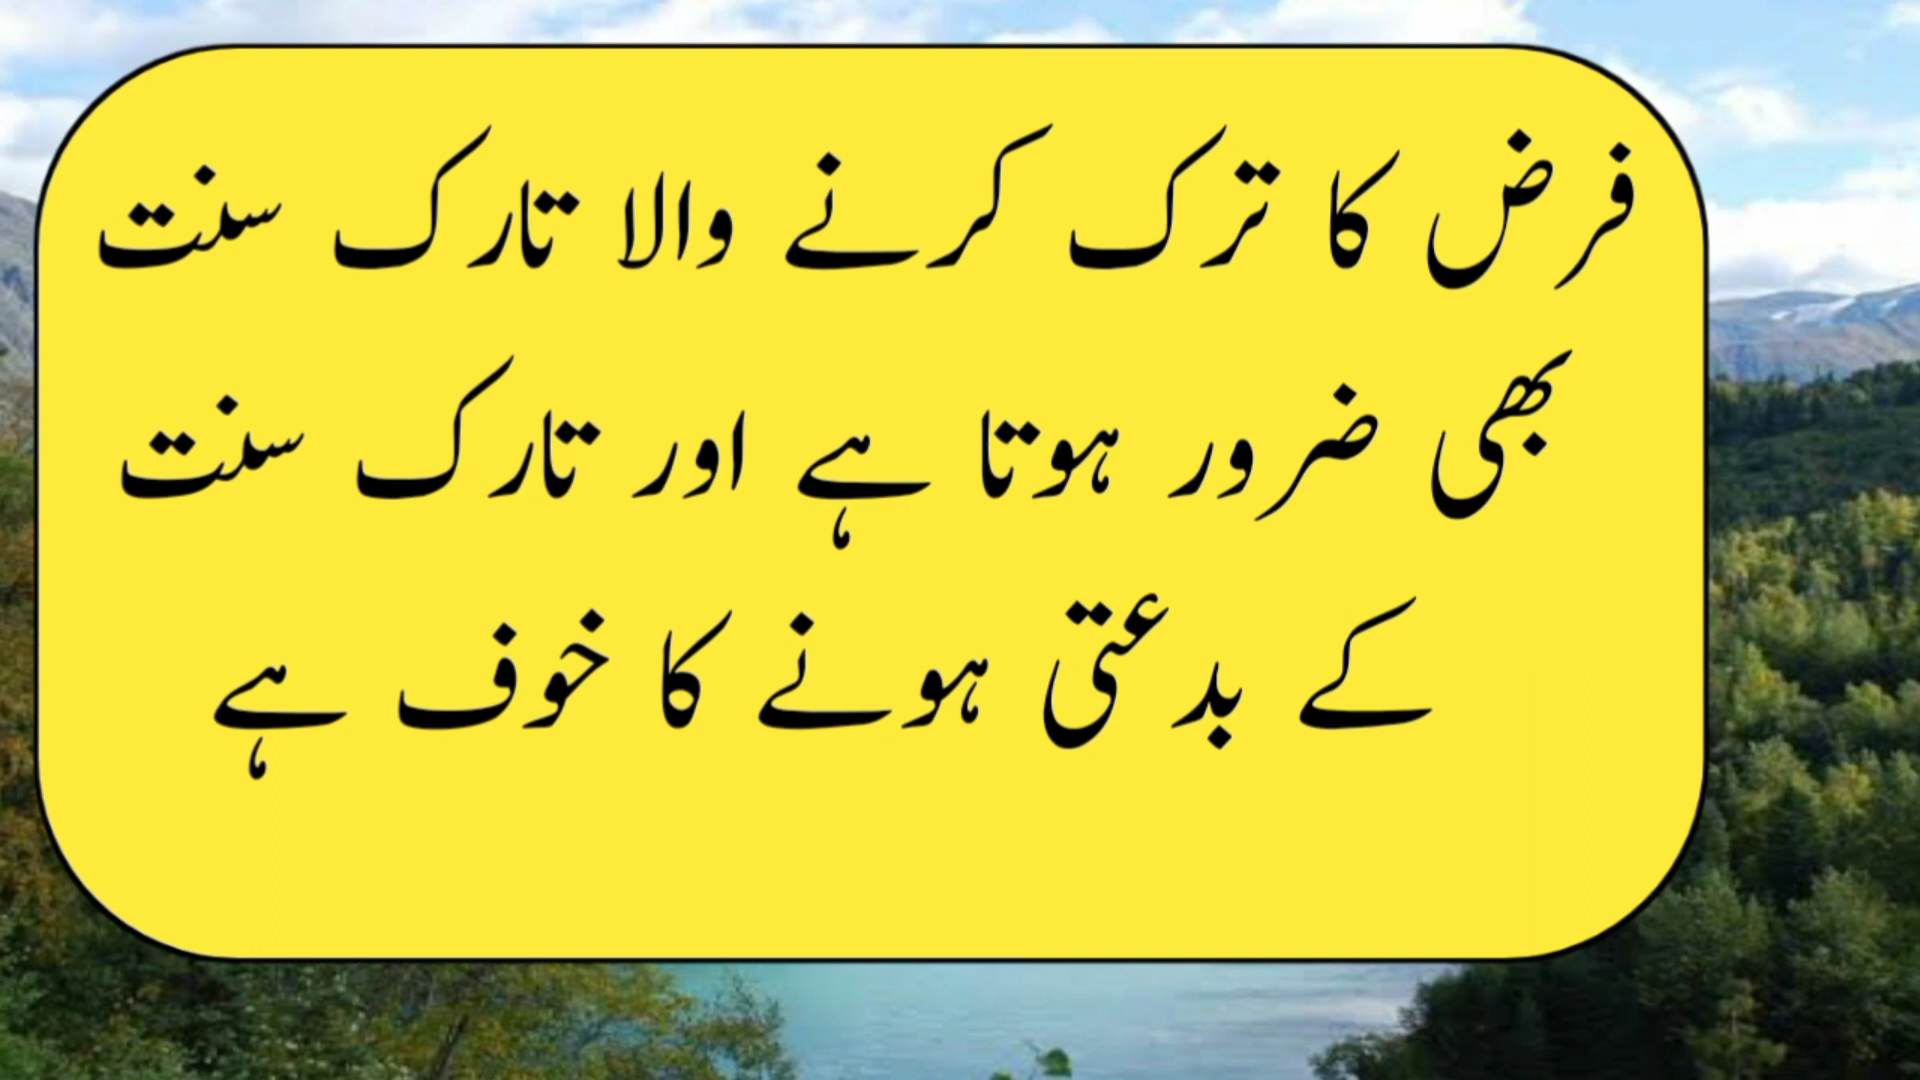 فرض کا ترک کرنے والا تارک سنت
بھی ضرور ہوتا ہے اور تارک سنت
کے بدعتی ہونے کا خوف ہے